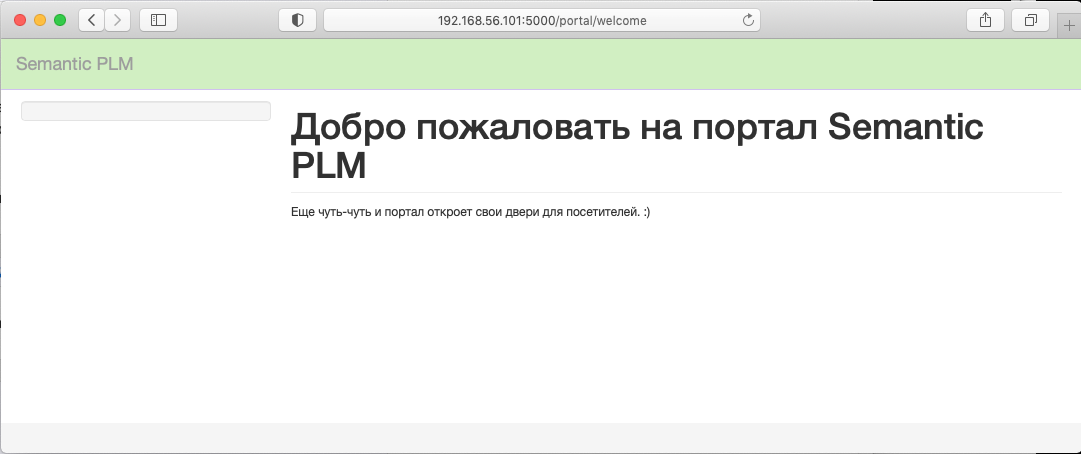 192.168.56.101:5000/portal/welcome
Semantic PLM
Добро пожаловать на портал Semantic
PLM
Еще чуть-чуть и портал откроет свои двери для посетителей. :)